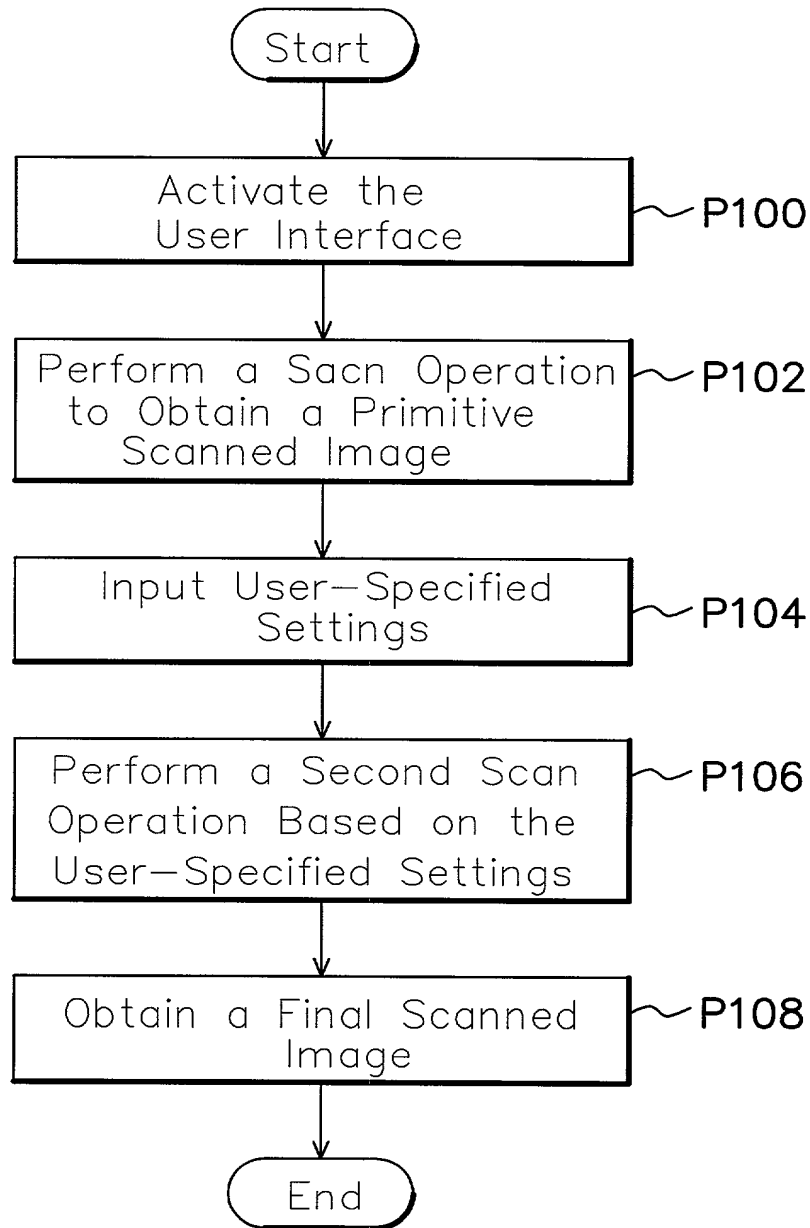 Start
Activate the
User Interface
P100
Perform a Sacn Operation
to Obtain a Primitive
Scanned Image
P102
Input User-Specified
Settings
P104
Perform a Second Scan
Operation Based on the
User-Specified Settings
P106
Obtain a Final Scanned
Image
P108
End